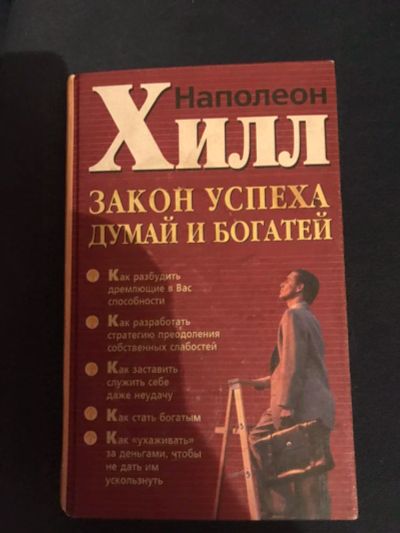 Наполеон
Хилл
ЗАКОН УСПЕХА
ДУМАЙ И БОГАТЕЙ
Как разбудить
дремлющие в Вас
способности
Как разработать
стратегию преодоления
собственных слабостей
Как заставить
служить себе
даже неудачу
Как стать богатым
Как «ухаживать»
за деньгами, чтобы
не дать им
ускользнуть